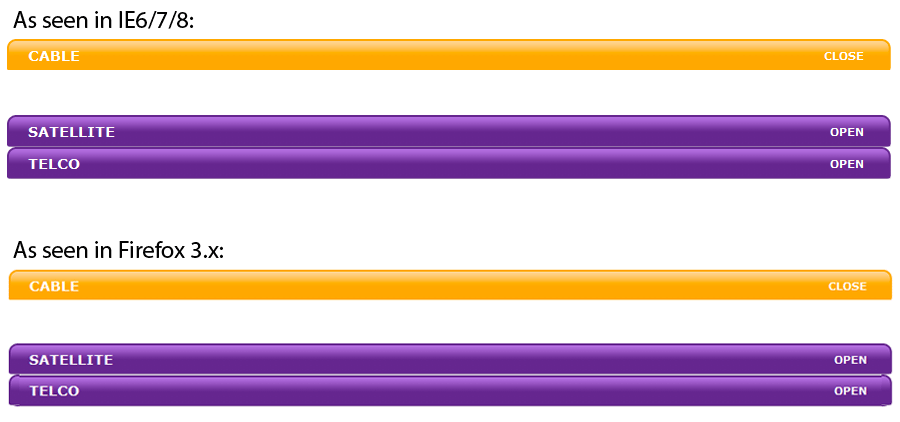 As seen in IE6/7/8:
CABLE CLOSE
SATELLITE OPEN
TELCO OPEN
As seen in Firefox 3.x:
CABLE CLOSE
SATELLITE OPEN
TELCO OPEN